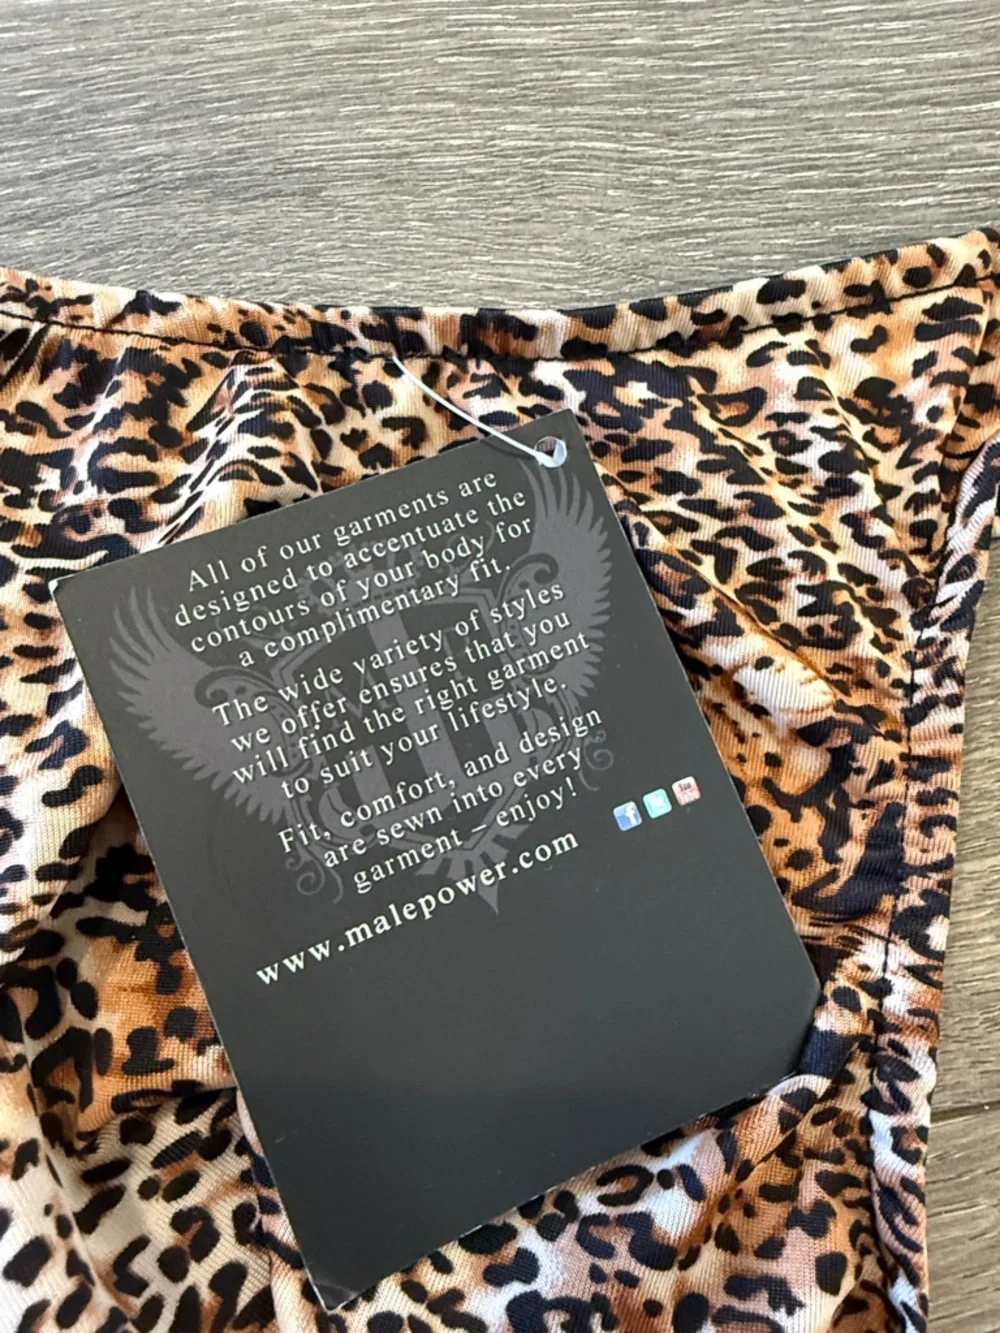 All of our garments are
designed to accentuate the
contours of your body for
a complimentary fit.
The wide variety of styles
we offer ensures that you
will find the right garment
to suit your lifestyle.
Fit, comfort, and design
are sewn into every
garment – enjoy!
www.malepower.com